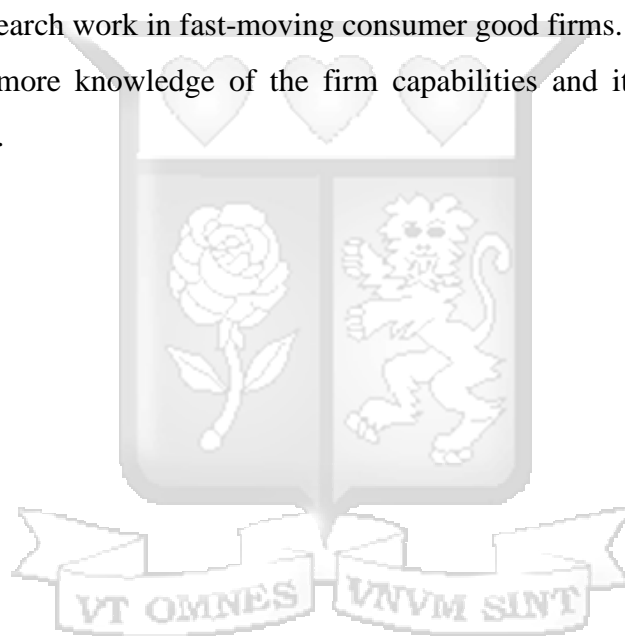 earch work in fast-moving consumer good firms.
more knowledge of the firm capabilities and it
.
VT OMNES VNVM SINT